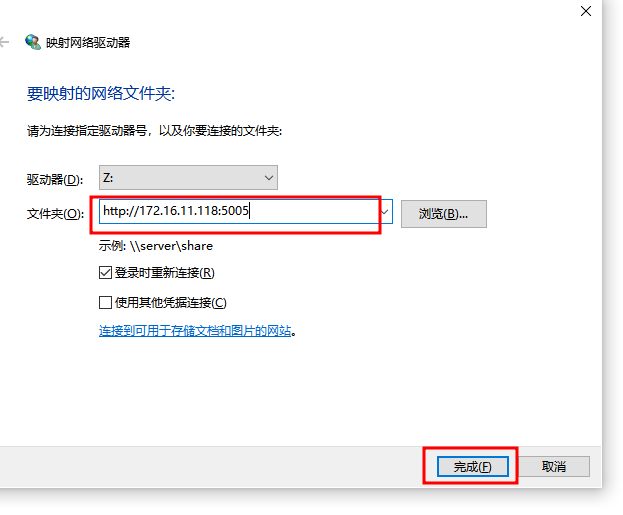 映射网络驱动器
要映射的网络文件夹:
请为连接指定驱动器号，以及你要连接的文件夹:
驱动器(D): Z:
文件夹(O): http://172.16.11.118:5005 浏览(B)...
示例: \\server\share
登录时重新连接(R)
使用其他凭据连接(C)
连接到可用于存储文档和图片的网站。
完成(F) 取消